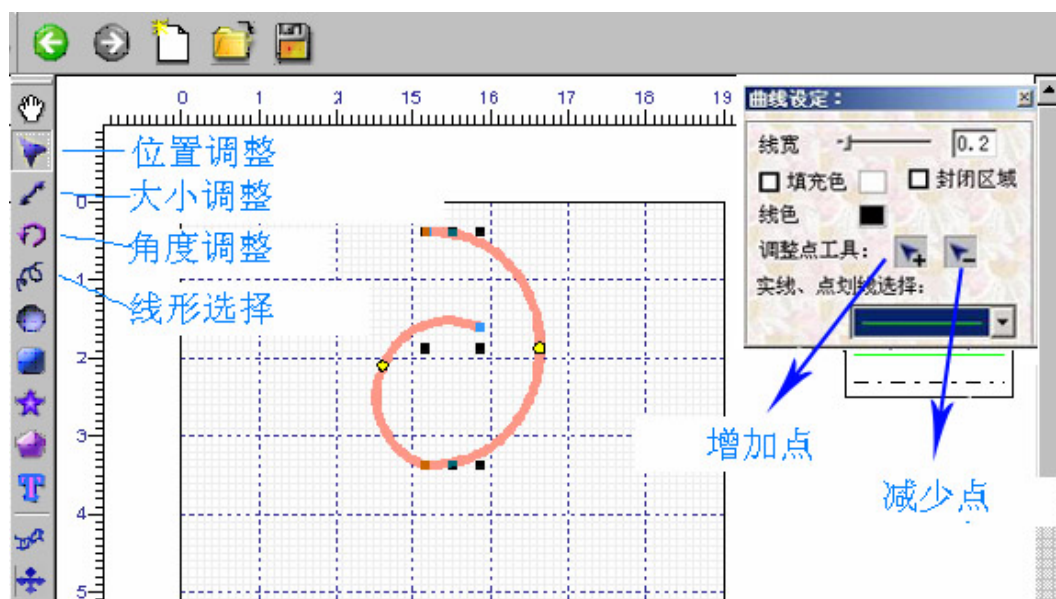 0 1 2 15 16 17 18 19
曲线设定：
线宽 0.2
填充色 封闭区域
线色
调整点工具：
实线、点划线选择：
位置调整
大小调整
角度调整
线形选择
0
1
2
3
4
5
增加点
减少点
T